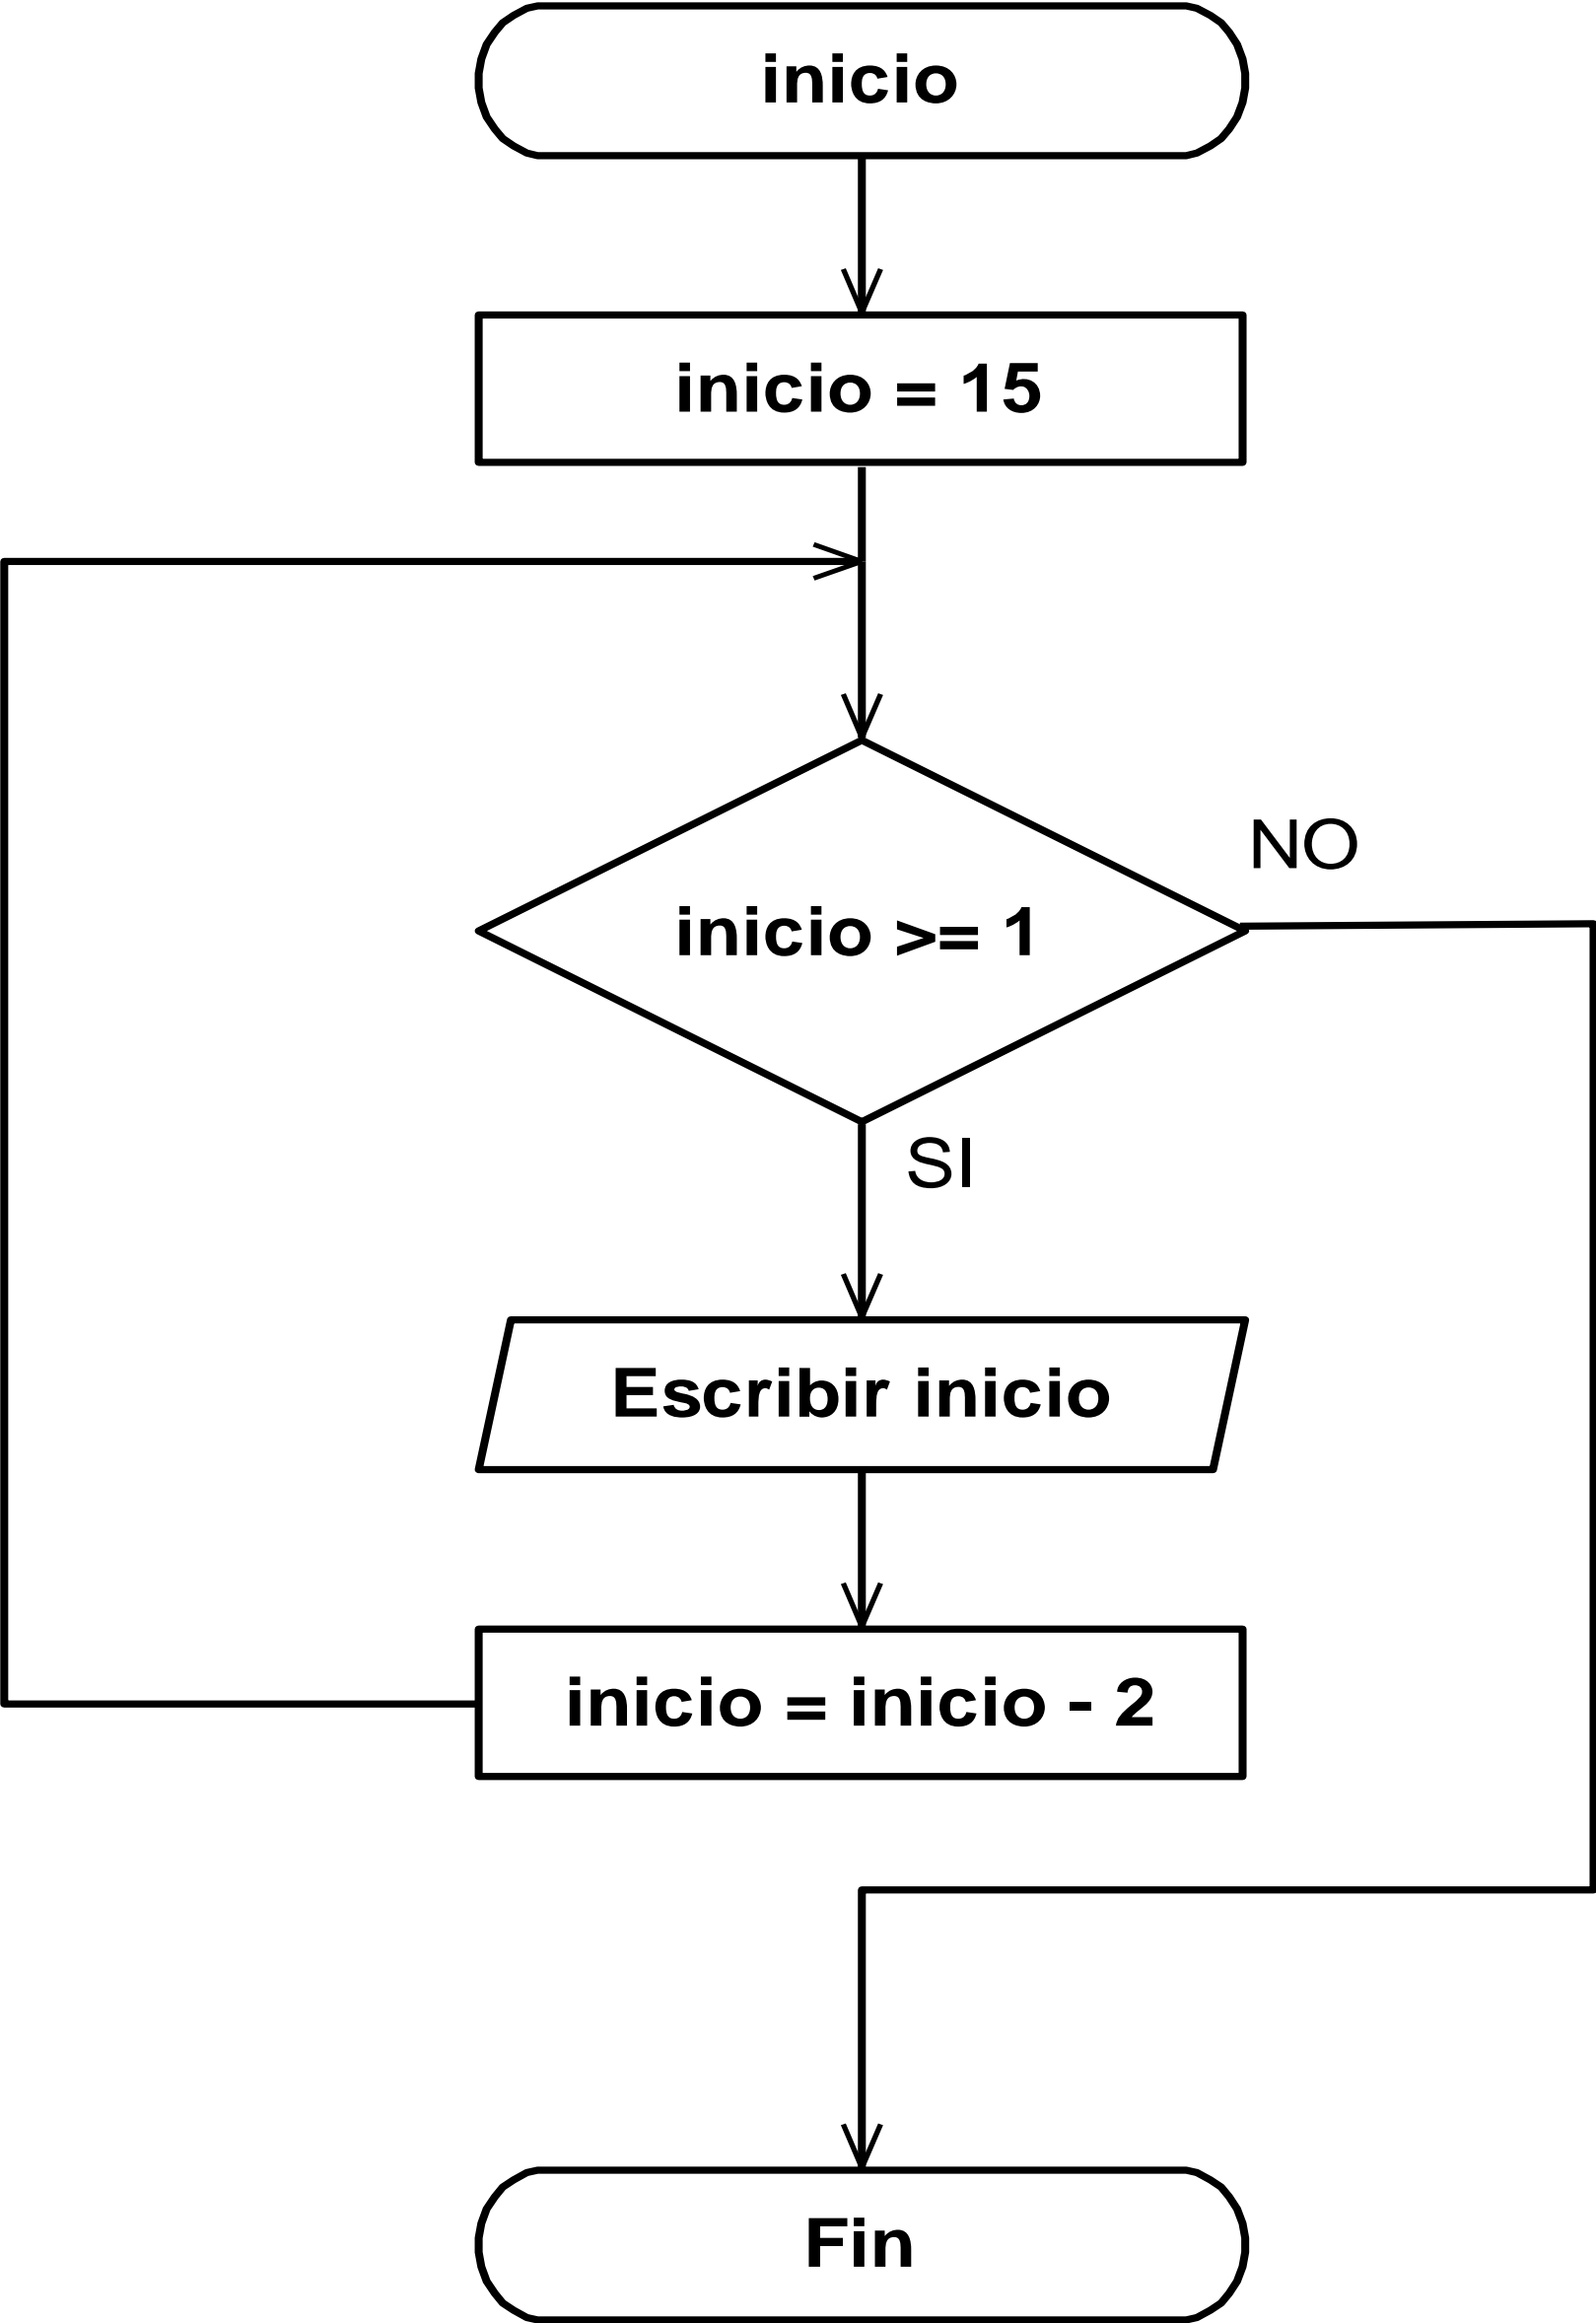 inicio
inicio = 15
inicio >= 1
NO
SI
Escribir inicio
inicio = inicio - 2
Fin